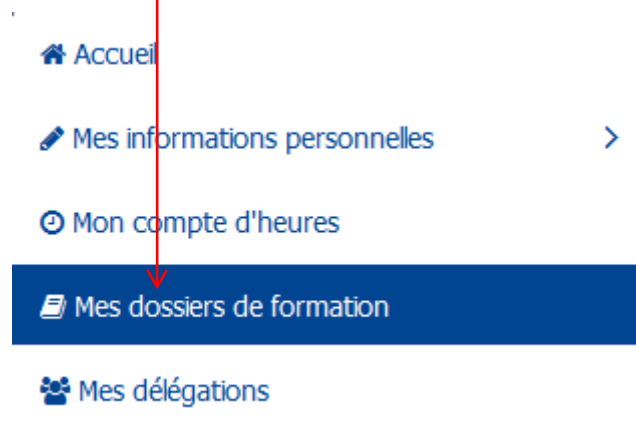 Accueil
Mes informations personnelles
Mon compte d'heures
Mes dossiers de formation
Mes délégations